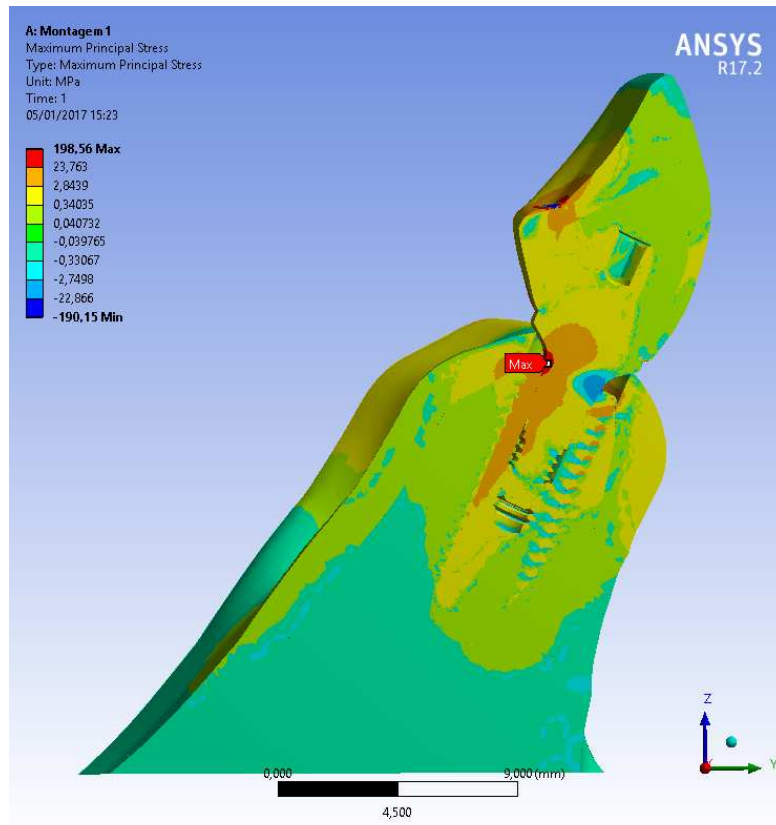 A: Montagem 1
Maximum Principal Stress
Type: Maximum Principal Stress
Unit: MPa
Time: 1
05/01/2017 15:23
ANSYS
R17.2
198,56 Max
23,763
2,8439
0,34035
0,040732
-0,039765
-0,33067
-2,7498
-22,866
-190,15 Min
Max
Z
Y
0,000
9,000 (mm)
4,500